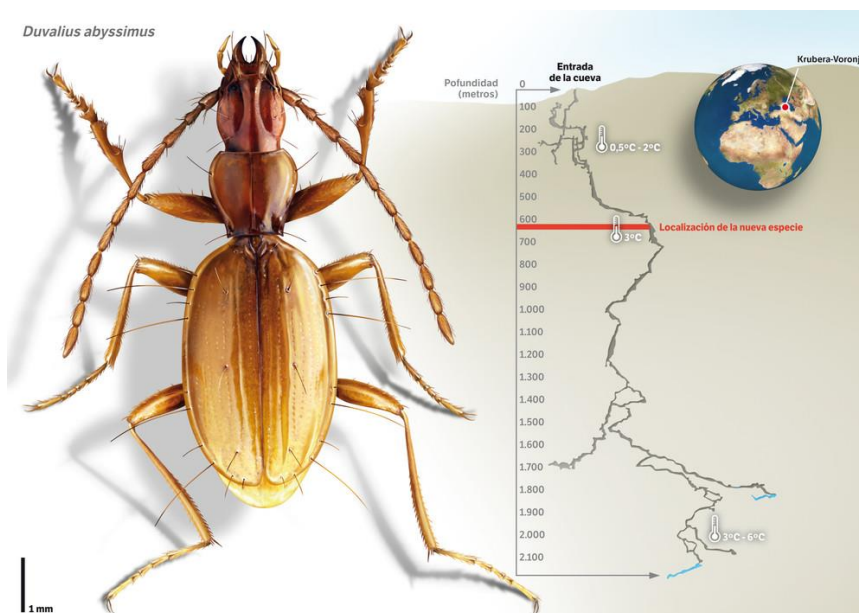 Duvalius abyssimus
Pofundidad
(metros)
Entrada
de la cueva
Krubera-Voronj
0
100
200
300
400
500
600
700
800
900
1.000
1.100
1.200
1.300
1.400
1.500
1.600
1.700
1.800
1.900
2.000
2.100
0,5ºC - 2ºC
Localización de la nueva especie
3ºC
3ºC - 6ºC
1 mm